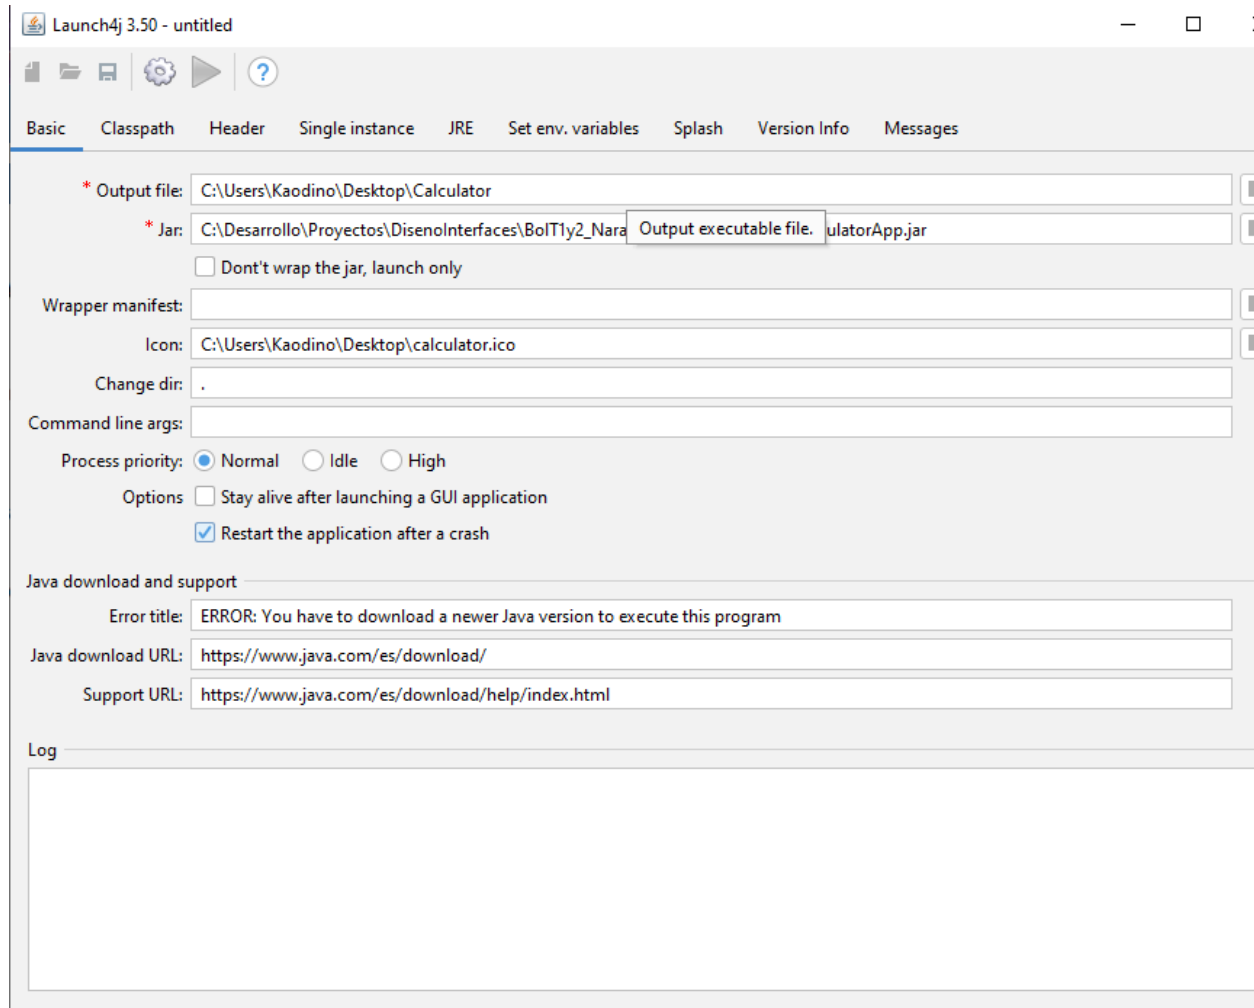 Launch4j 3.50 - untitled
Basic Classpath Header Single instance JRE Set env. variables Splash Version Info Messages
* Output file: C:\Users\Kaodino\Desktop\Calculator
* Jar: C:\Desarrollo\Proyectos\DisenoInterfaces\BolT1y2_Nara ulatorApp.jar
Output executable file.
Dont't wrap the jar, launch only
Wrapper manifest:
Icon: C:\Users\Kaodino\Desktop\calculator.ico
Change dir: .
Command line args:
Process priority: Normal Idle High
Options Stay alive after launching a GUI application
Restart the application after a crash
Java download and support
Error title: ERROR: You have to download a newer Java version to execute this program
Java download URL: https://www.java.com/es/download/
Support URL: https://www.java.com/es/download/help/index.html
Log